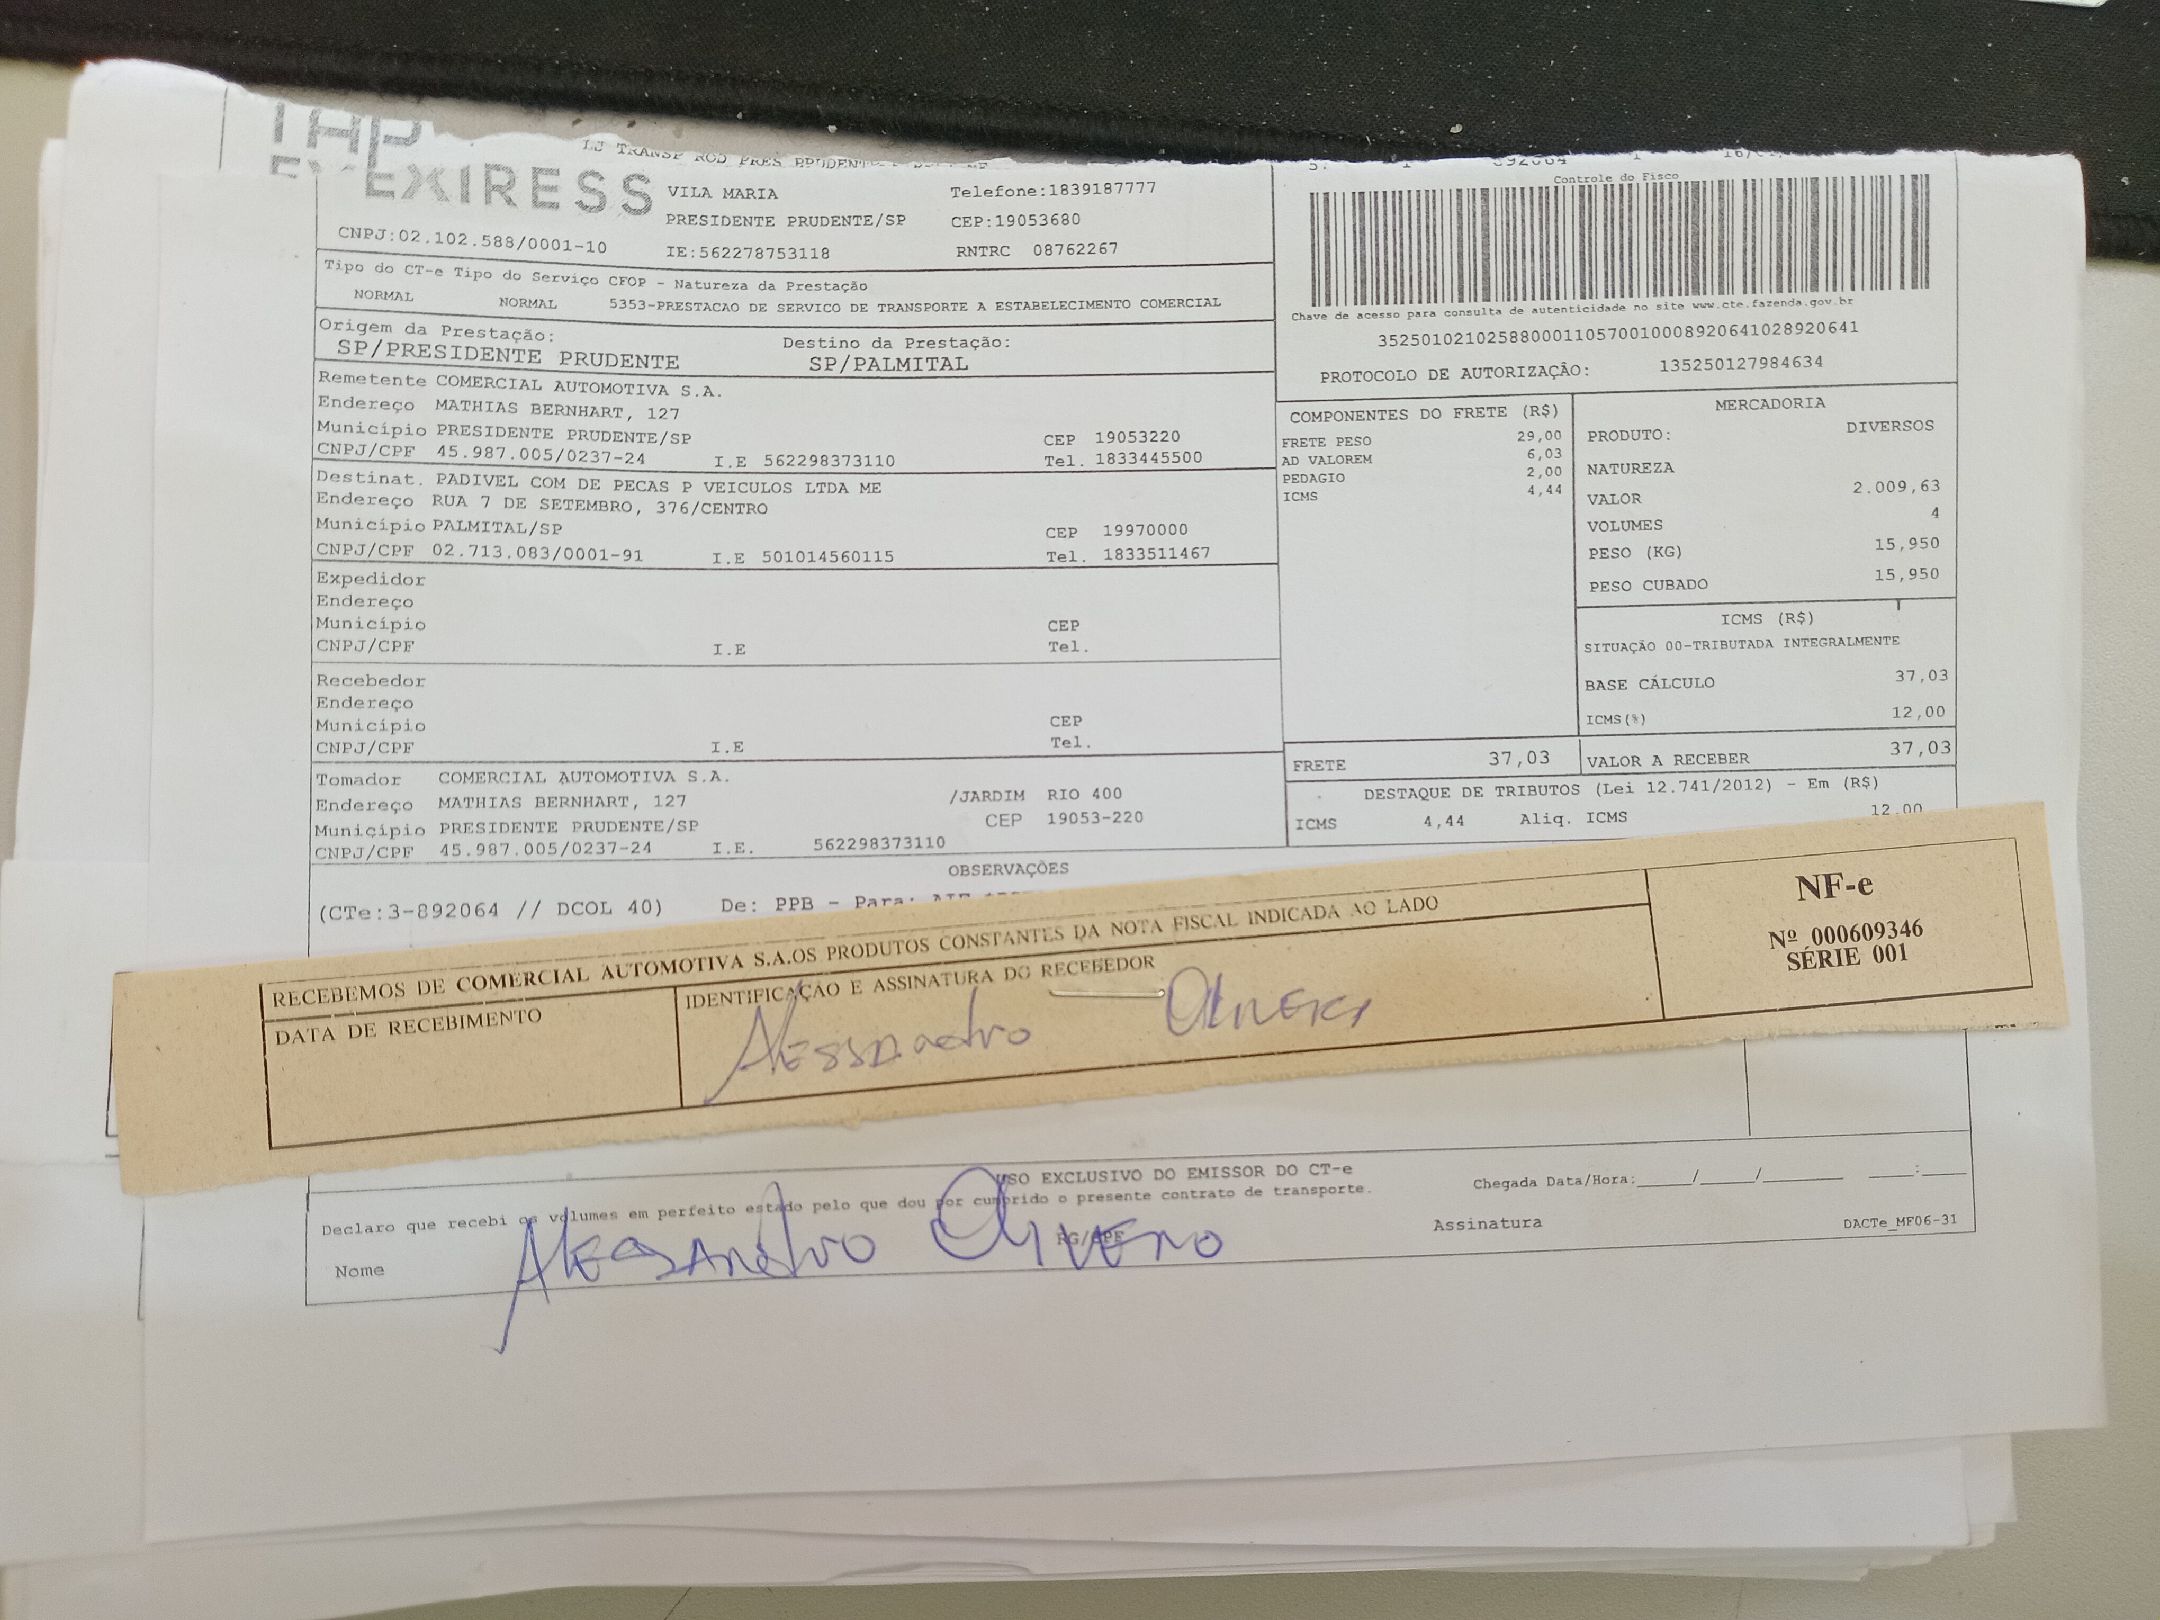 EXPRESS
VILA MARIA Telefone:1839187777
PRESIDENTE PRUDENTE/SP CEP:19053680
CNPJ:02.102.588/0001-10 IE:562278753118 RNTRC 08762267
Tipo do CT-e Tipo do Serviço CFOP - Natureza da Prestação
NORMAL NORMAL 5353-PRESTACAO DE SERVICO DE TRANSPORTE A ESTABELECIMENTO COMERCIAL
Origem da Prestação: Destino da Prestação:
SP/PRESIDENTE PRUDENTE SP/PALMITAL
Remetente COMERCIAL AUTOMOTIVA S.A.
Endereço MATHIAS BERNHART, 127
Município PRESIDENTE PRUDENTE/SP CEP 19053220
CNPJ/CPF 45.987.005/0237-24 I.E 562298373110 Tel. 1833445500
Destinat. PADIVEL COM DE PECAS P VEICULOS LTDA ME
Endereço RUA 7 DE SETEMBRO, 376/CENTRO
Município PALMITAL/SP CEP 19970000
CNPJ/CPF 02.713.083/0001-91 I.E 501014560115 Tel. 1833511467
Expedidor
Endereço
Município CEP
CNPJ/CPF I.E Tel.
Recebedor
Endereço
Município CEP
CNPJ/CPF I.E Tel.
Tomador COMERCIAL AUTOMOTIVA S.A.
Endereço MATHIAS BERNHART, 127 /JARDIM RIO 400
Município PRESIDENTE PRUDENTE/SP CEP 19053-220
CNPJ/CPF 45.987.005/0237-24 I.E. 562298373110
Controle do Fisco
Chave de acesso para consulta de autenticidade no site www.cte.fazenda.gov.br
35250102102588000110570010008920641028920641
PROTOCOLO DE AUTORIZAÇÃO: 135250127984634
COMPONENTES DO FRETE (R$)
FRETE PESO 29,00
AD VALOREM 6,03
PEDAGIO 2,00
ICMS 4,44
MERCADORIA
PRODUTO: DIVERSOS
NATUREZA
VALOR 2.009,63
VOLUMES 4
PESO (KG) 15,950
PESO CUBADO 15,950
ICMS (R$)
SITUAÇÃO 00-TRIBUTADA INTEGRALMENTE
BASE CÁLCULO 37,03
ICMS(%) 12,00
FRETE 37,03 VALOR A RECEBER 37,03
DESTAQUE DE TRIBUTOS (Lei 12.741/2012) - Em (R$)
ICMS 4,44 Aliq. ICMS 12,00
OBSERVAÇÕES
(CTe:3-892064 // DCOL 40) De: PPB - Para:
RECEBEMOS DE COMERCIAL AUTOMOTIVA S.A.OS PRODUTOS CONSTANTES DA NOTA FISCAL INDICADA AO LADO
DATA DE RECEBIMENTO
IDENTIFICAÇÃO E ASSINATURA DO RECEBEDOR
Alessandro
NF-e
Nº 000609346
SÉRIE 001
USO EXCLUSIVO DO EMISSOR DO CT-e
Declaro que recebi os volumes em perfeito estado pelo que dou por cumprido o presente contrato de transporte.
Chegada Data/Hora:____/____/______ ____:____
Nome Alessandro RG/CPF Assinatura DACTe_MF06-31